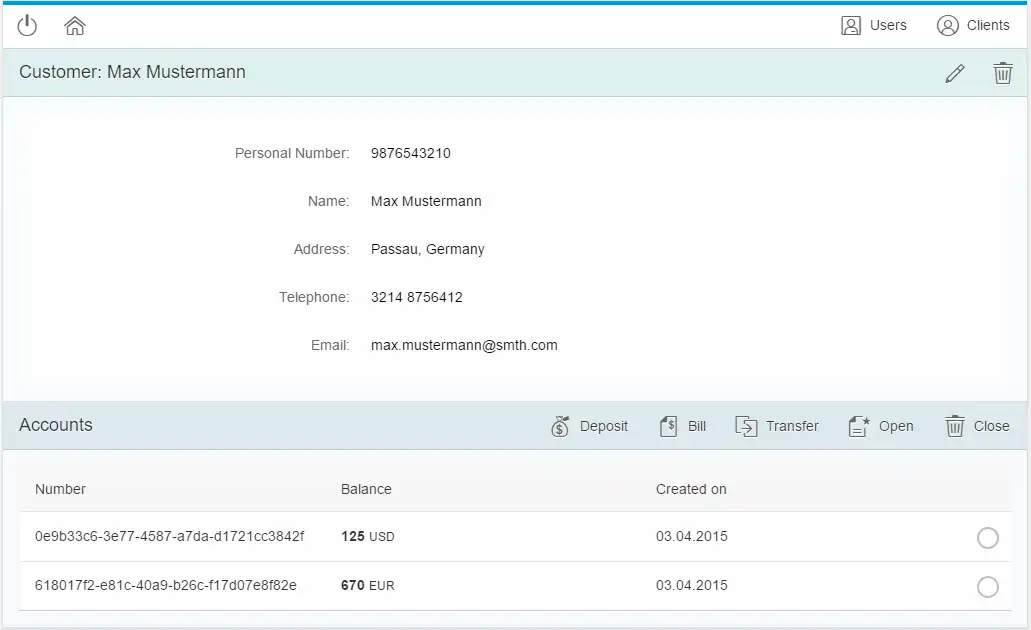 Users Clients
Customer: Max Mustermann
Personal Number: 9876543210
Name: Max Mustermann
Address: Passau, Germany
Telephone: 3214 8756412
Email: max.mustermann@smth.com
Accounts Deposit Bill Transfer Open Close
Number Balance Created on
0e9b33c6-3e77-4587-a7da-d1721cc3842f 125 USD 03.04.2015
618017f2-e81c-40a9-b26c-f17d07e8f82e 670 EUR 03.04.2015